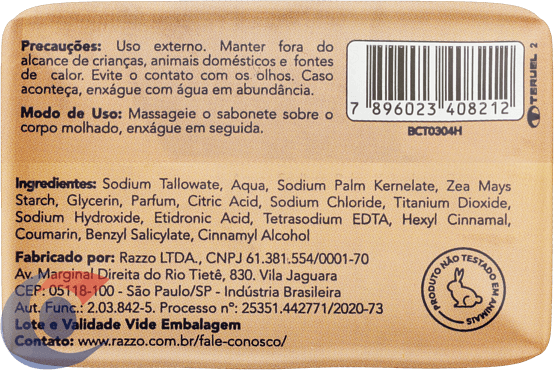 Precauções: Uso externo. Manter fora do
alcance de crianças, animais domésticos e fontes
de calor. Evite o contato com os olhos. Caso
aconteça, enxágue com água em abundância.
Modo de Uso: Massageie o sabonete sobre o
corpo molhado, enxágue em seguida.
7 896023 408212
BCT0304H
TERUEL 2
Ingredientes: Sodium Tallowate, Aqua, Sodium Palm Kernelate, Zea Mays
Starch, Glycerin, Parfum, Citric Acid, Sodium Chloride, Titanium Dioxide,
Sodium Hydroxide, Etidronic Acid, Tetrasodium EDTA, Hexyl Cinnamal,
Coumarin, Benzyl Salicylate, Cinnamyl Alcohol
Fabricado por: Razzo LTDA., CNPJ 61.381.554/0001-70
Av. Marginal Direita do Rio Tietê, 830. Vila Jaguara
CEP: 05118-100 - São Paulo/SP - Indústria Brasileira
Aut. Func.: 2.03.842-5. Processo nº: 25351.442771/2020-73
Lote e Validade Vide Embalagem
Contato: www.razzo.com.br/fale-conosco/
PRODUTO NÃO TESTADO EM ANIMAIS